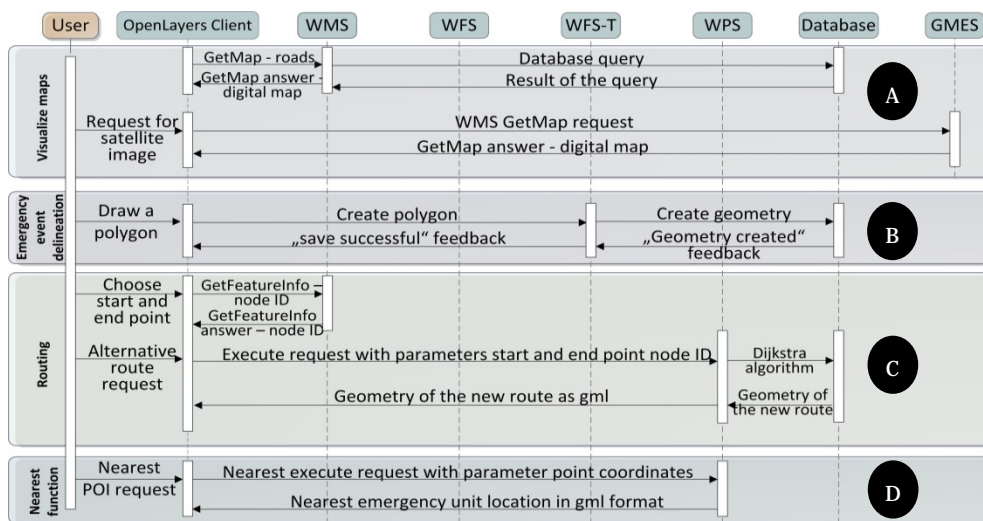 User
OpenLayers Client
WMS
WFS
WFS-T
WPS
Database
GMES
Visualize maps
GetMap - roads
GetMap answer -
digital map
Database query
Result of the query
A
Request for
satellite
image
WMS GetMap request
GetMap answer - digital map
Emergency
event
delineation
Draw a
polygon
Create polygon
„save successful“ feedback
Create geometry
„Geometry created“
feedback
B
Routing
Choose
start and
end point
GetFeatureInfo –
node ID
GetFeatureInfo
answer – node ID
Alternative
route
request
Execute request with parameters start and end point node ID
Dijkstra
algorithm
Geometry of the new route as gml
Geometry of
the new route
C
Nearest
function
Nearest
POI request
Nearest execute request with parameter point coordinates
Nearest emergency unit location in gml format
D